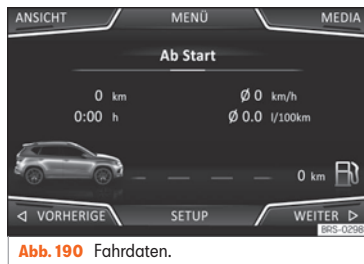 ANSICHT MENÜ MEDIA
Ab Start
0 km Ø 0 km/h
0:00 h Ø 0.0 l/100km
0 km
◁ VORHERIGE SETUP WEITER ▷
8RS-0298
Abb. 190 Fahrdaten.